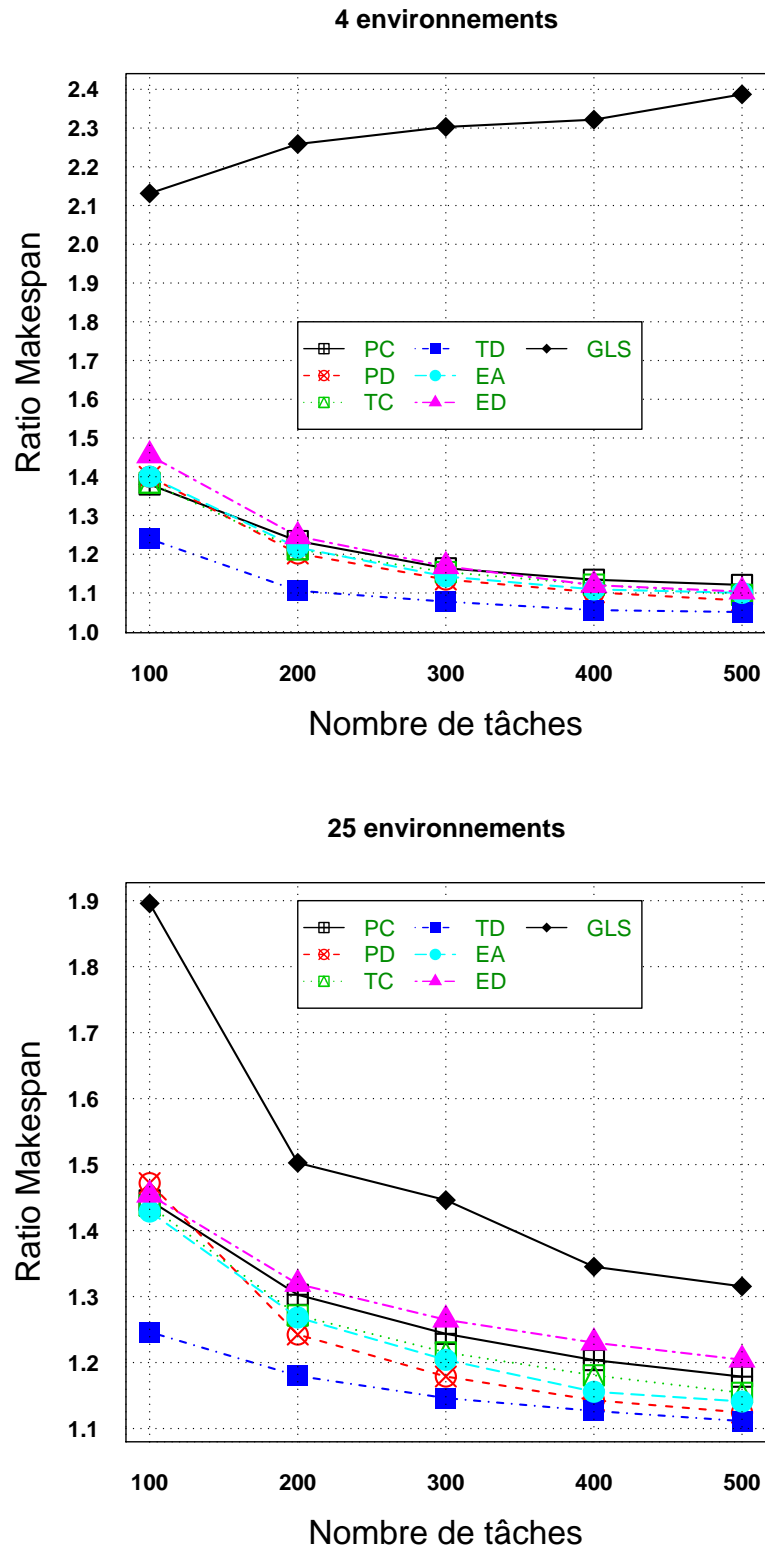 4 environnements
2.4
2.3
2.2
2.1
2.0
1.9
1.8
1.7
1.6
1.5
1.4
1.3
1.2
1.1
1.0
Ratio Makespan
PC TD GLS
PD EA
TC ED
100 200 300 400 500
Nombre de tâches
25 environnements
1.9
1.8
1.7
1.6
1.5
1.4
1.3
1.2
1.1
Ratio Makespan
PC TD GLS
PD EA
TC ED
100 200 300 400 500
Nombre de tâches